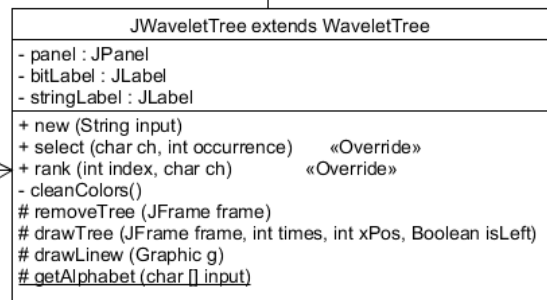 JWaveletTree extends WaveletTree
- panel : JPanel
- bitLabel : JLabel
- stringLabel : JLabel
+ new (String input)
+ select (char ch, int occurrence) «Override»
+ rank (int index, char ch) «Override»
- cleanColors()
# removeTree (JFrame frame)
# drawTree (JFrame frame, int times, int xPos, Boolean isLeft)
# drawLinew (Graphic g)
# getAlphabet (char [] input)